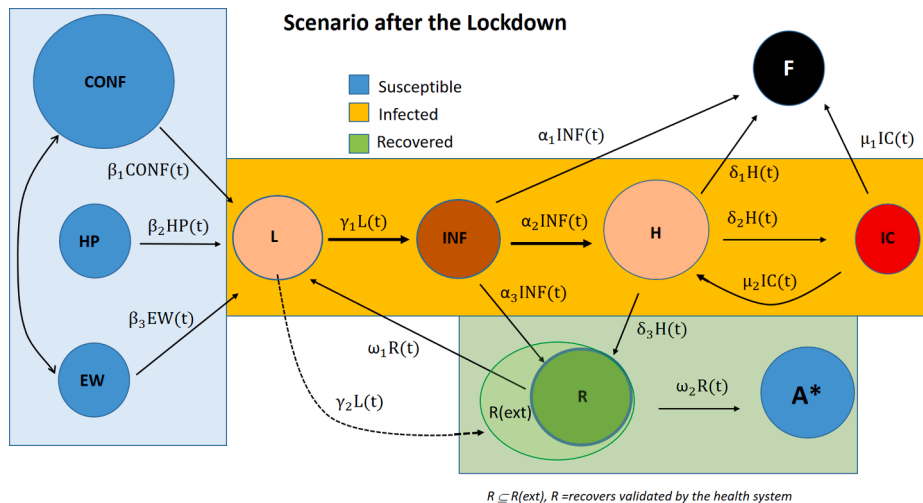 Scenario after the Lockdown
Susceptible
Infected
Recovered
CONF
HP
EW
β₁CONF(t)
β₂HP(t)
β₃EW(t)
L
γ₁L(t)
INF
α₁INF(t)
α₂INF(t)
α₃INF(t)
H
δ₁H(t)
δ₂H(t)
δ₃H(t)
F
μ₁IC(t)
IC
μ₂IC(t)
ω₁R(t)
γ₂L(t)
R(ext)
R
ω₂R(t)
A*
R ⊆ R(ext), R =recovers validated by the health system